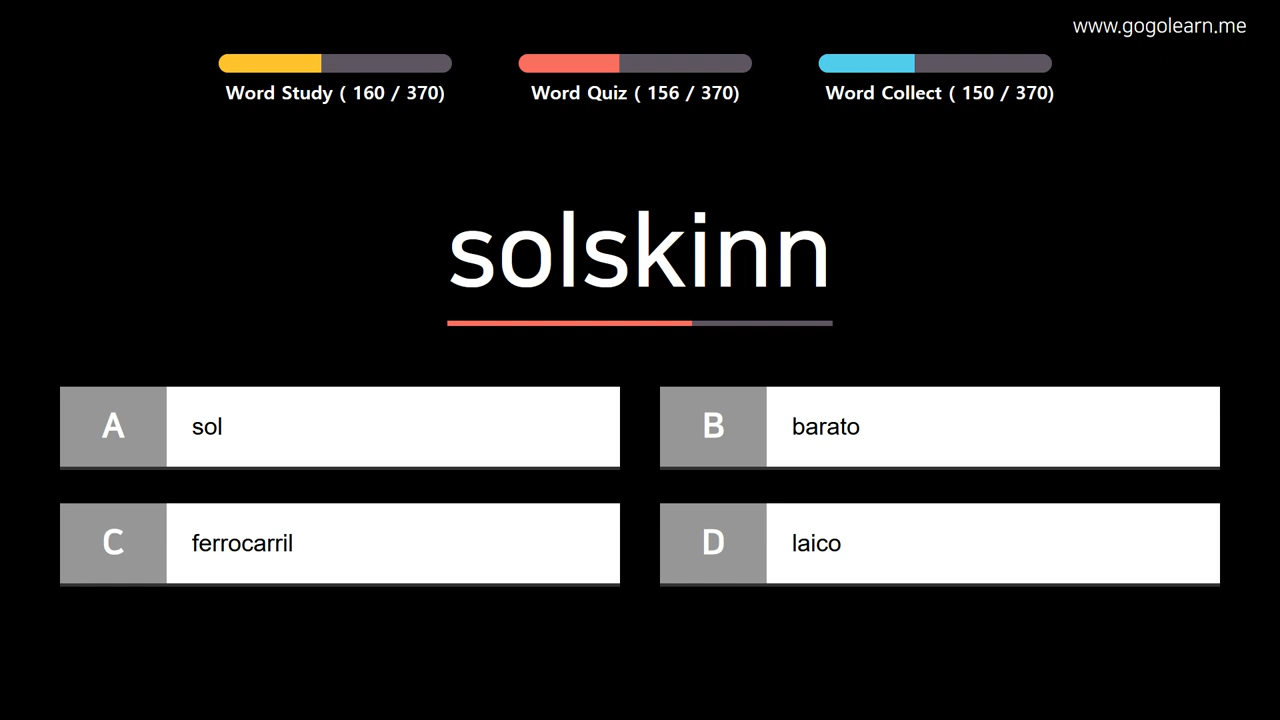 www.gogolearn.me
Word Study ( 160 / 370)
Word Quiz ( 156 / 370)
Word Collect ( 150 / 370)
solskinn
A sol
B barato
C ferrocarril
D laico